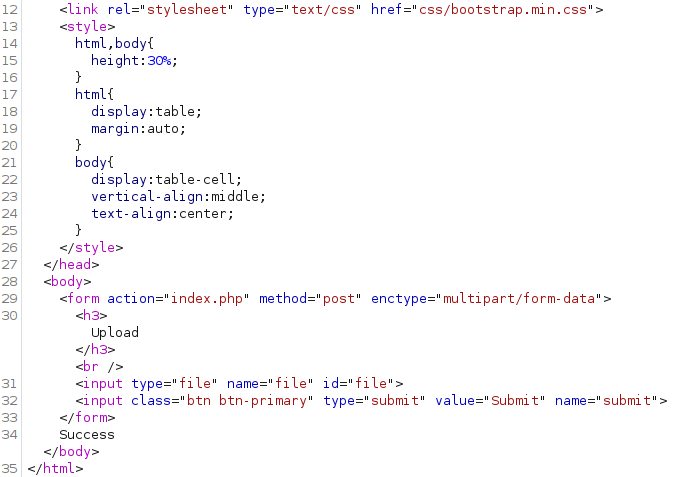 12 <link rel="stylesheet" type="text/css" href="css/bootstrap.min.css">
13 <style>
14 html,body{
15 height:30%;
16 }
17 html{
18 display:table;
19 margin:auto;
20 }
21 body{
22 display:table-cell;
23 vertical-align:middle;
24 text-align:center;
25 }
26 </style>
27 </head>
28 <body>
29 <form action="index.php" method="post" enctype="multipart/form-data">
30 <h3>
Upload
</h3>
<br />
31 <input type="file" name="file" id="file">
32 <input class="btn btn-primary" type="submit" value="Submit" name="submit">
33 </form>
34 Success
</body>
35 </html>